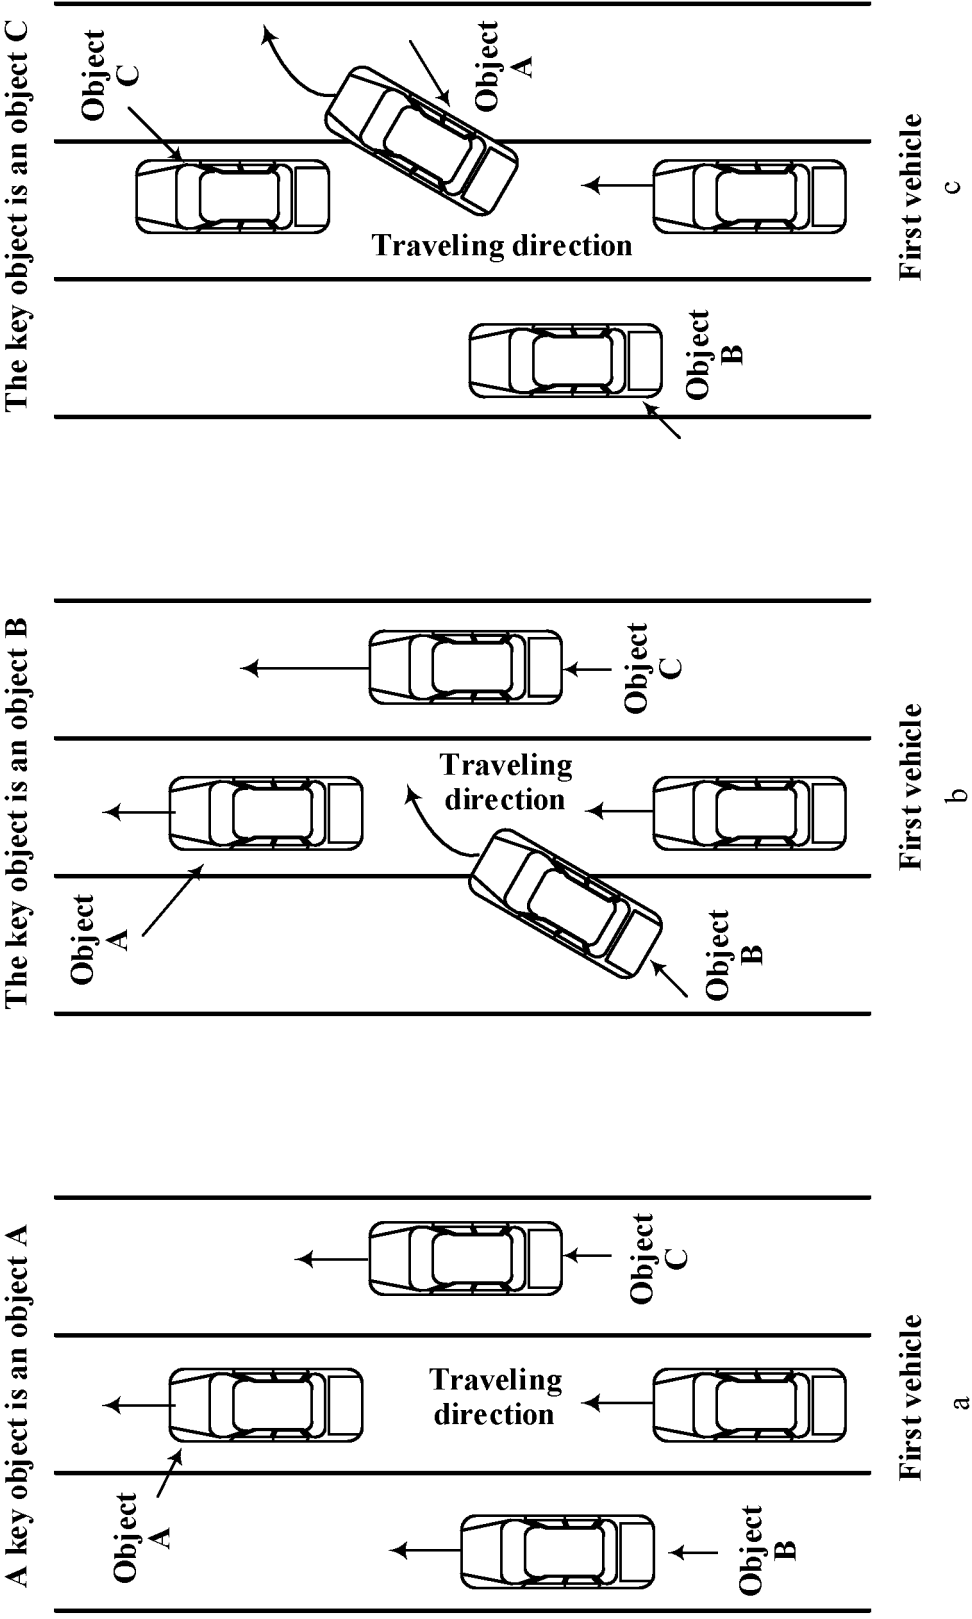 A key object is an object A
Object
A
Traveling
direction
Object
C
Object
B
First vehicle
a
The key object is an object B
Object
A
Traveling
direction
Object
C
Object
B
First vehicle
b
The key object is an object C
Object
C
Object
A
Traveling direction
Object
B
First vehicle
c